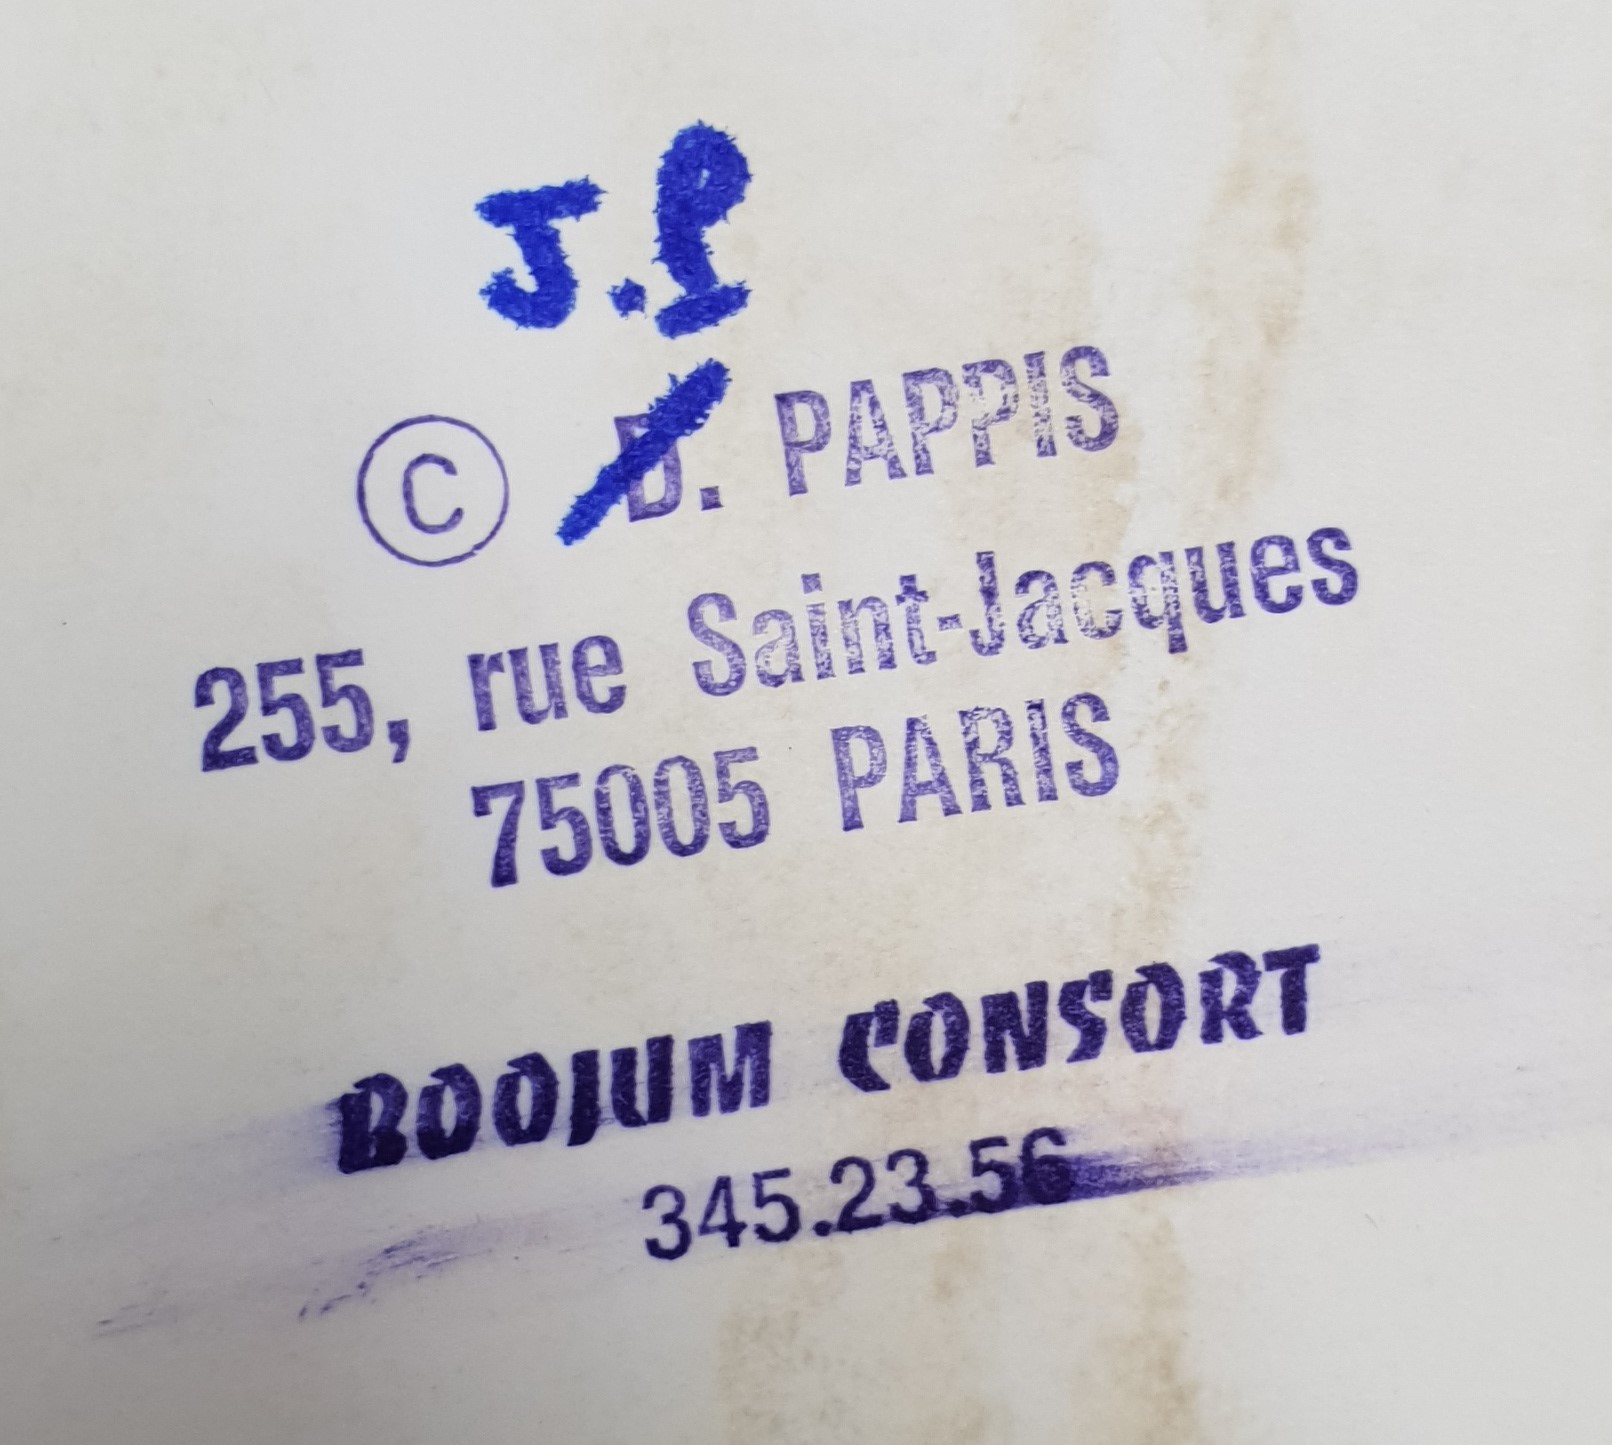 J.P
© D. PAPPIS
255, rue Saint-Jacques
75005 PARIS
BOOJUM CONSORT
345.23.56